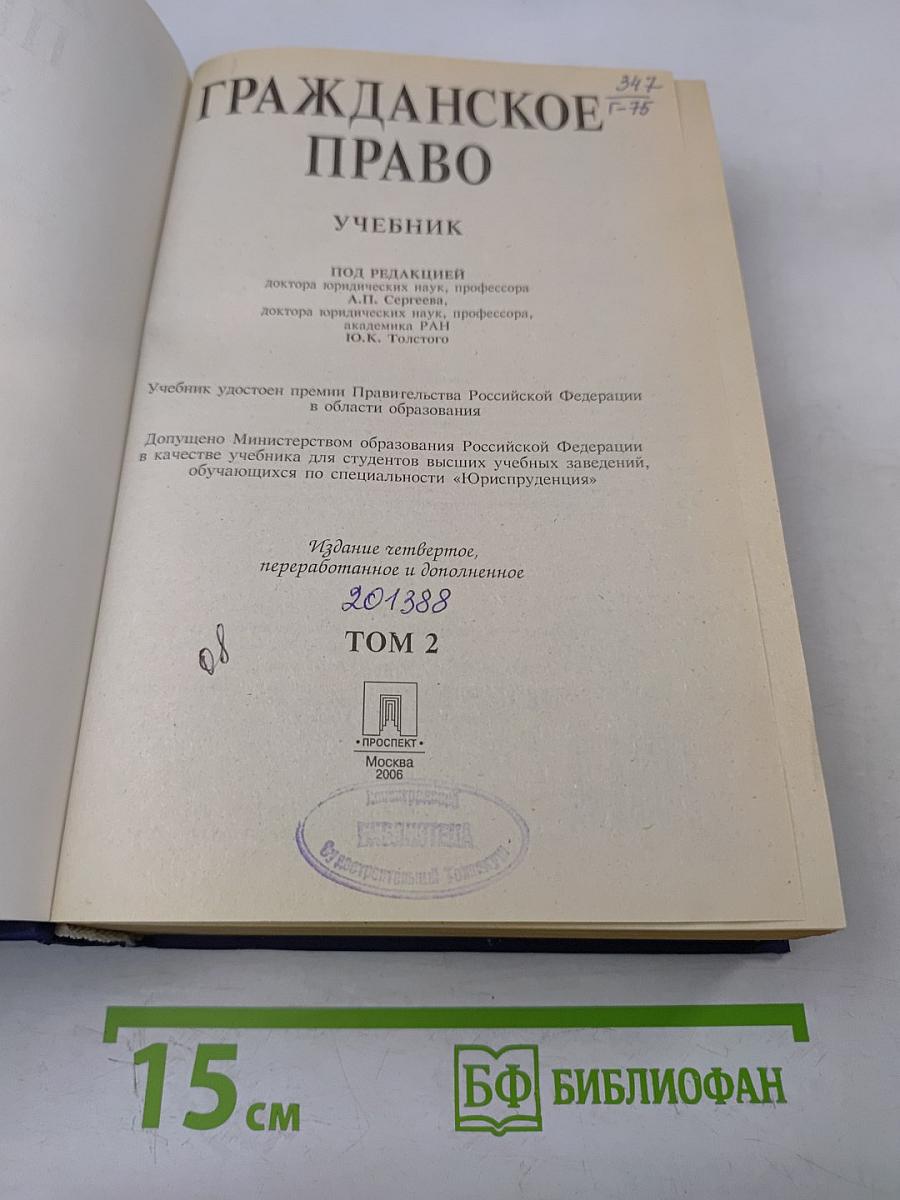 ГРАЖДАНСКОЕ
ПРАВО
347
Г-75
УЧЕБНИК
ПОД РЕДАКЦИЕЙ
доктора юридических наук, профессора
А.П. Сергеева,
доктора юридических наук, профессора,
академика РАН
Ю.К. Толстого
Учебник удостоен премии Правительства Российской Федерации
в области образования
Допущено Министерством образования Российской Федерации
в качестве учебника для студентов высших учебных заведений,
обучающихся по специальности «Юриспруденция»
Издание четвертое,
переработанное и дополненное
201388
ТОМ 2
08
• ПРОСПЕКТ •
Москва
2006
БИБЛИОТЕКА
Судостроительный
15 см
БФ БИБЛИОФАН